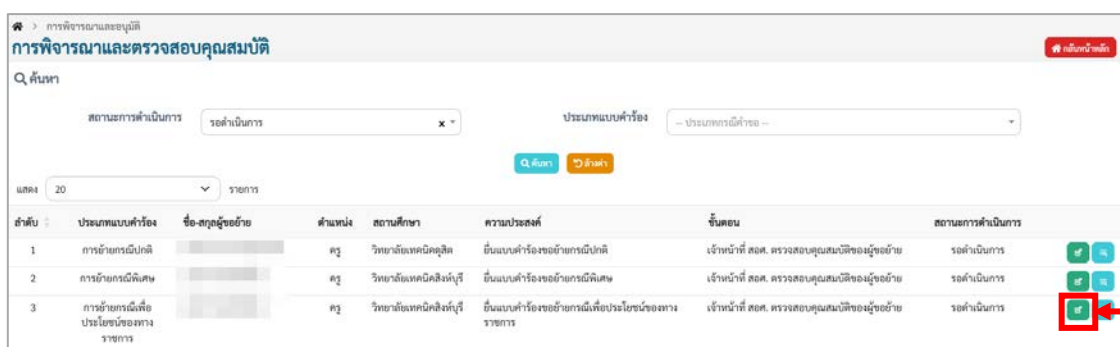 การพิจารณาและอนุมัติ
การพิจารณาและตรวจสอบคุณสมบัติ
กลับหน้าหลัก
ค้นหา
สถานะการดำเนินการ รอดำเนินการ x ประเภทแบบคำร้อง -- ประเภทกรณีคำขอ --
ค้นหา ล้างค่า
แสดง 20 รายการ
ลำดับ ประเภทแบบคำร้อง ชื่อ-สกุลผู้ขอย้าย ตำแหน่ง สถานศึกษา ความประสงค์ ขั้นตอน สถานะการดำเนินการ
1 การย้ายกรณีปกติ ครู วิทยาลัยเทคนิคดุสิต ยื่นแบบคำร้องขอย้ายกรณีปกติ เจ้าหน้าที่ สอศ. ตรวจสอบคุณสมบัติของผู้ขอย้าย รอดำเนินการ
2 การย้ายกรณีพิเศษ ครู วิทยาลัยเทคนิคสิงห์บุรี ยื่นแบบคำร้องขอย้ายกรณีพิเศษ เจ้าหน้าที่ สอศ. ตรวจสอบคุณสมบัติของผู้ขอย้าย รอดำเนินการ
3 การย้ายกรณีเพื่อ ครู วิทยาลัยเทคนิคสิงห์บุรี ยื่นแบบคำร้องขอย้ายกรณีเพื่อประโยชน์ของทาง เจ้าหน้าที่ สอศ. ตรวจสอบคุณสมบัติของผู้ขอย้าย รอดำเนินการ
ประโยชน์ของทาง ราชการ
ราชการ